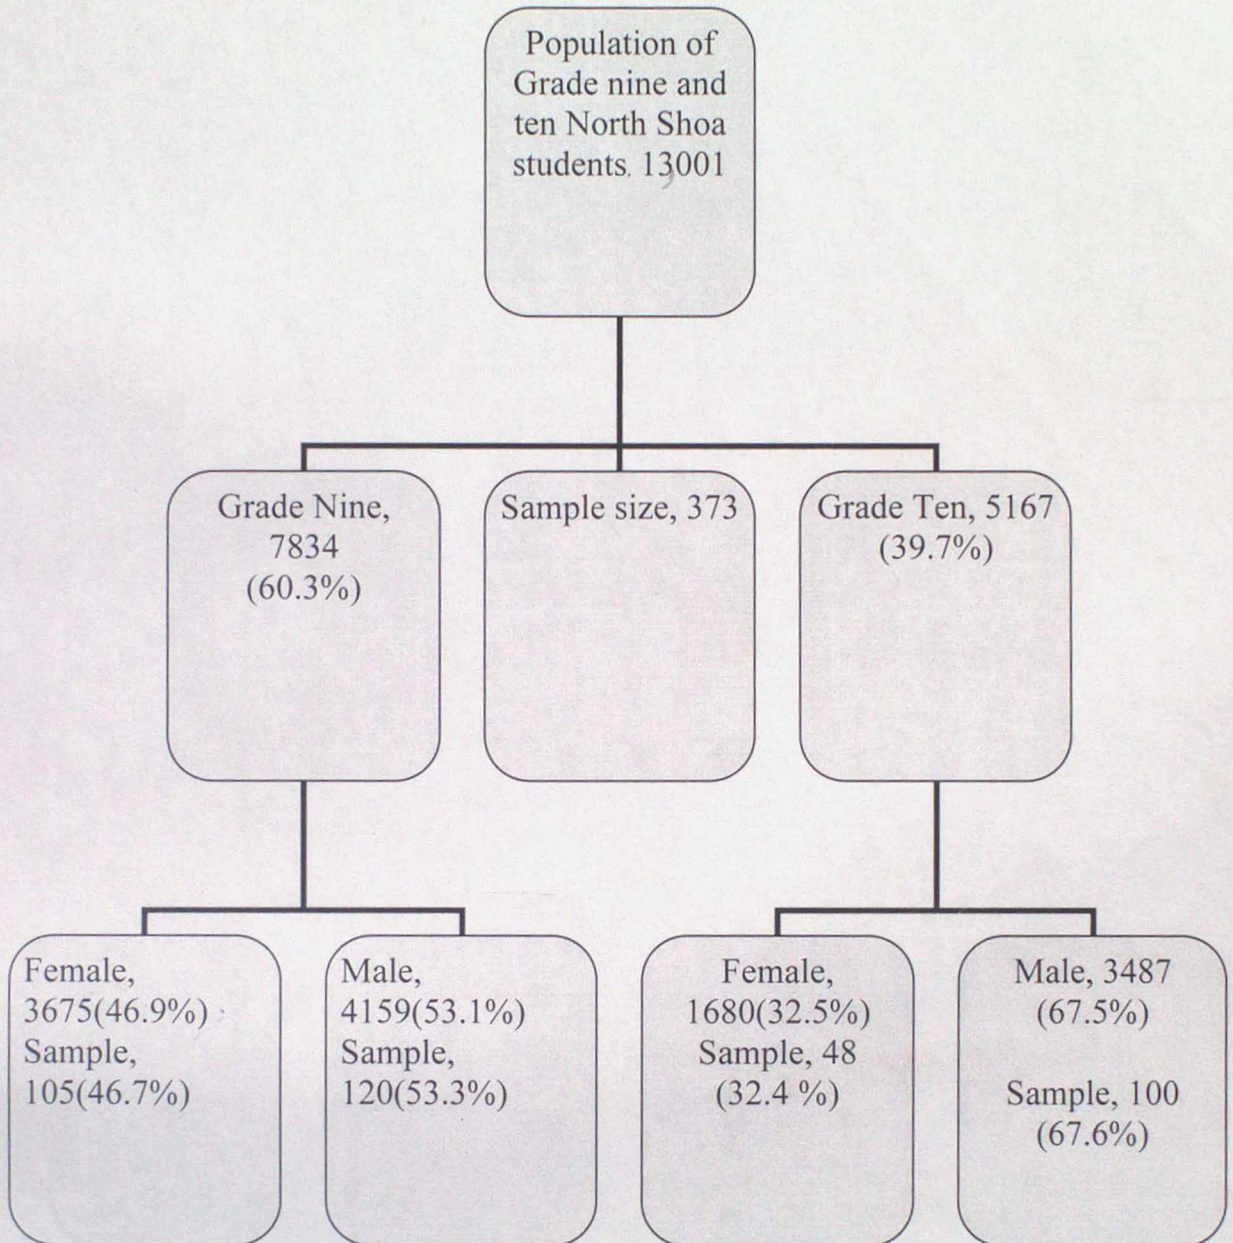 Population of
Grade nine and
ten North Shoa
students, 13001
Grade Nine,
7834
(60.3%)
Sample size, 373
Grade Ten, 5167
(39.7%)
Female,
3675(46.9%)
Sample,
105(46.7%)
Male,
4159(53.1%)
Sample,
120(53.3%)
Female,
1680(32.5%)
Sample, 48
(32.4 %)
Male, 3487
(67.5%)
Sample, 100
(67.6%)